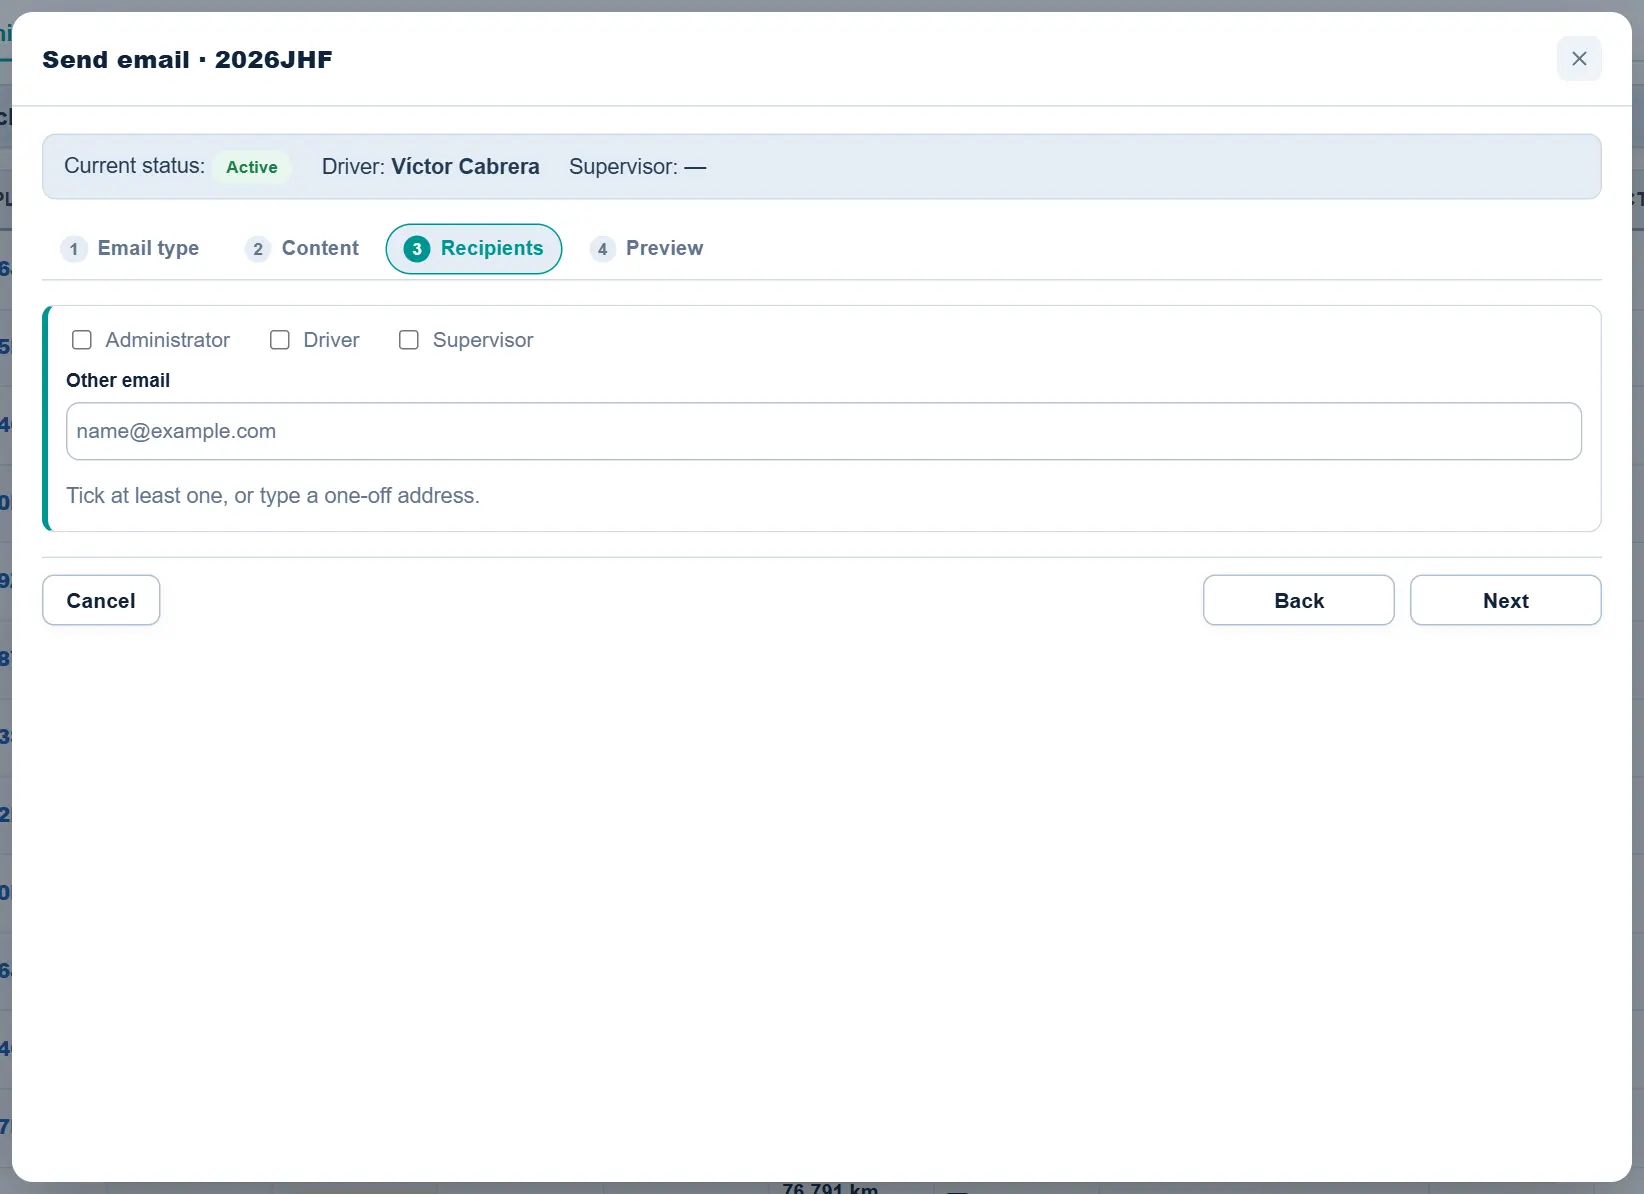 Send email · 2026JHF
Current status: Active Driver: Víctor Cabrera Supervisor: —
1 Email type 2 Content 3 Recipients 4 Preview
Administrator Driver Supervisor
Other email
name@example.com
Tick at least one, or type a one-off address.
Cancel Back Next
76.791 km